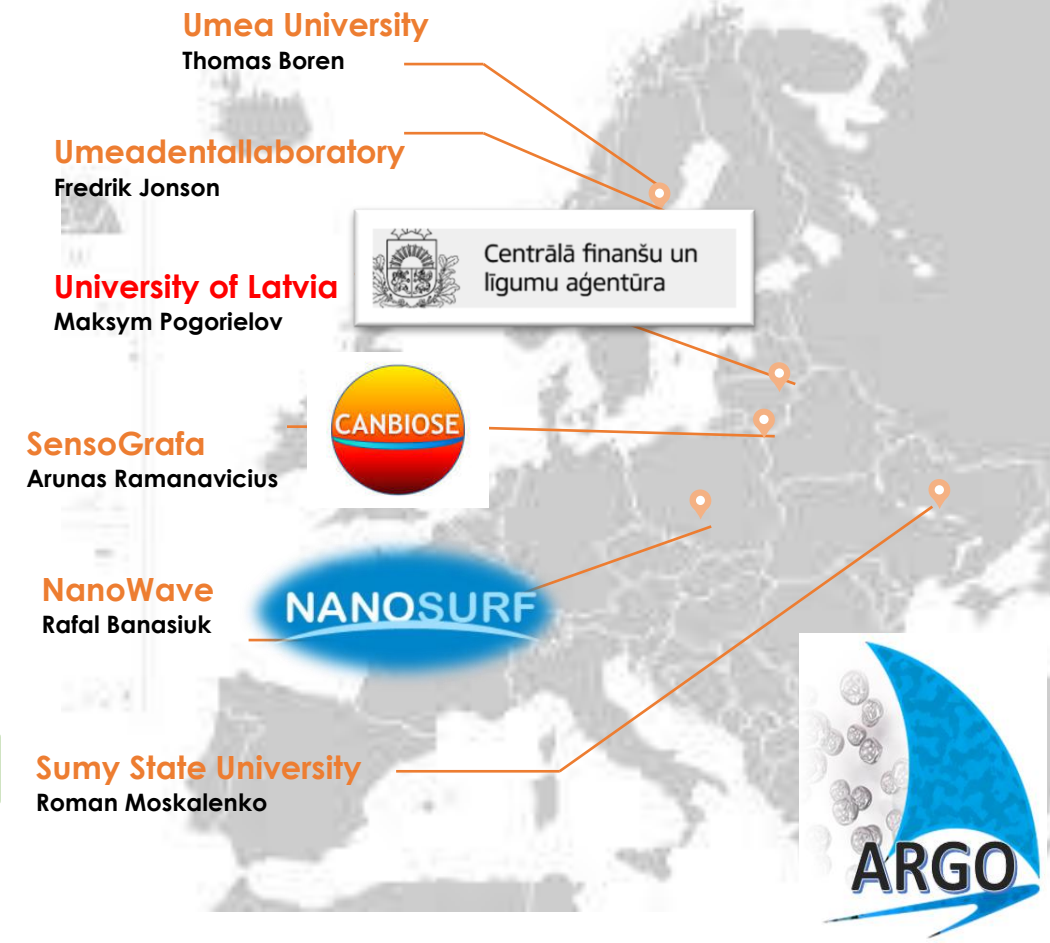 Umea University
Thomas Boren
Umeadentallaboratory
Fredrik Jonson
Centrālā finanšu un
līgumu aģentūra
University of Latvia
Maksym Pogorielov
CANBIOSE
SensoGrafa
Arunas Ramanavicius
NanoWave
Rafal Banasiuk
NANOSURF
Sumy State University
Roman Moskalenko
ARGO